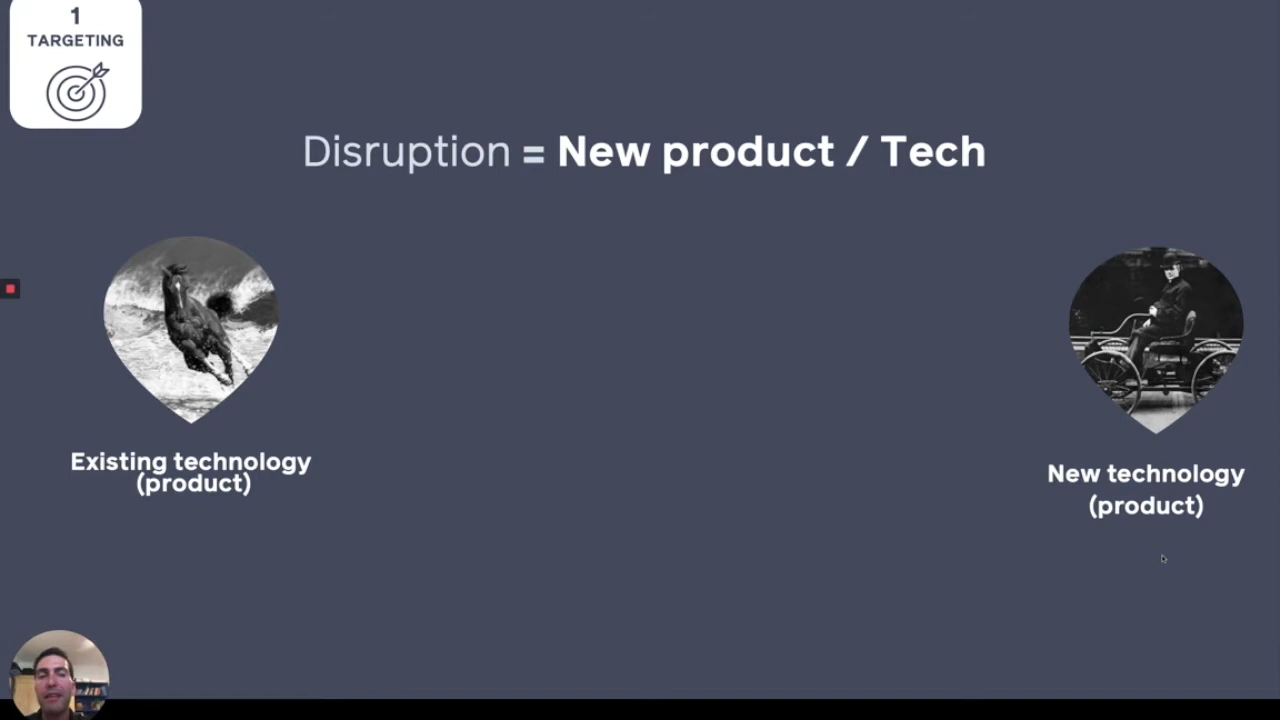 1
TARGETING
Disruption = New product / Tech
Existing technology
(product)
New technology
(product)